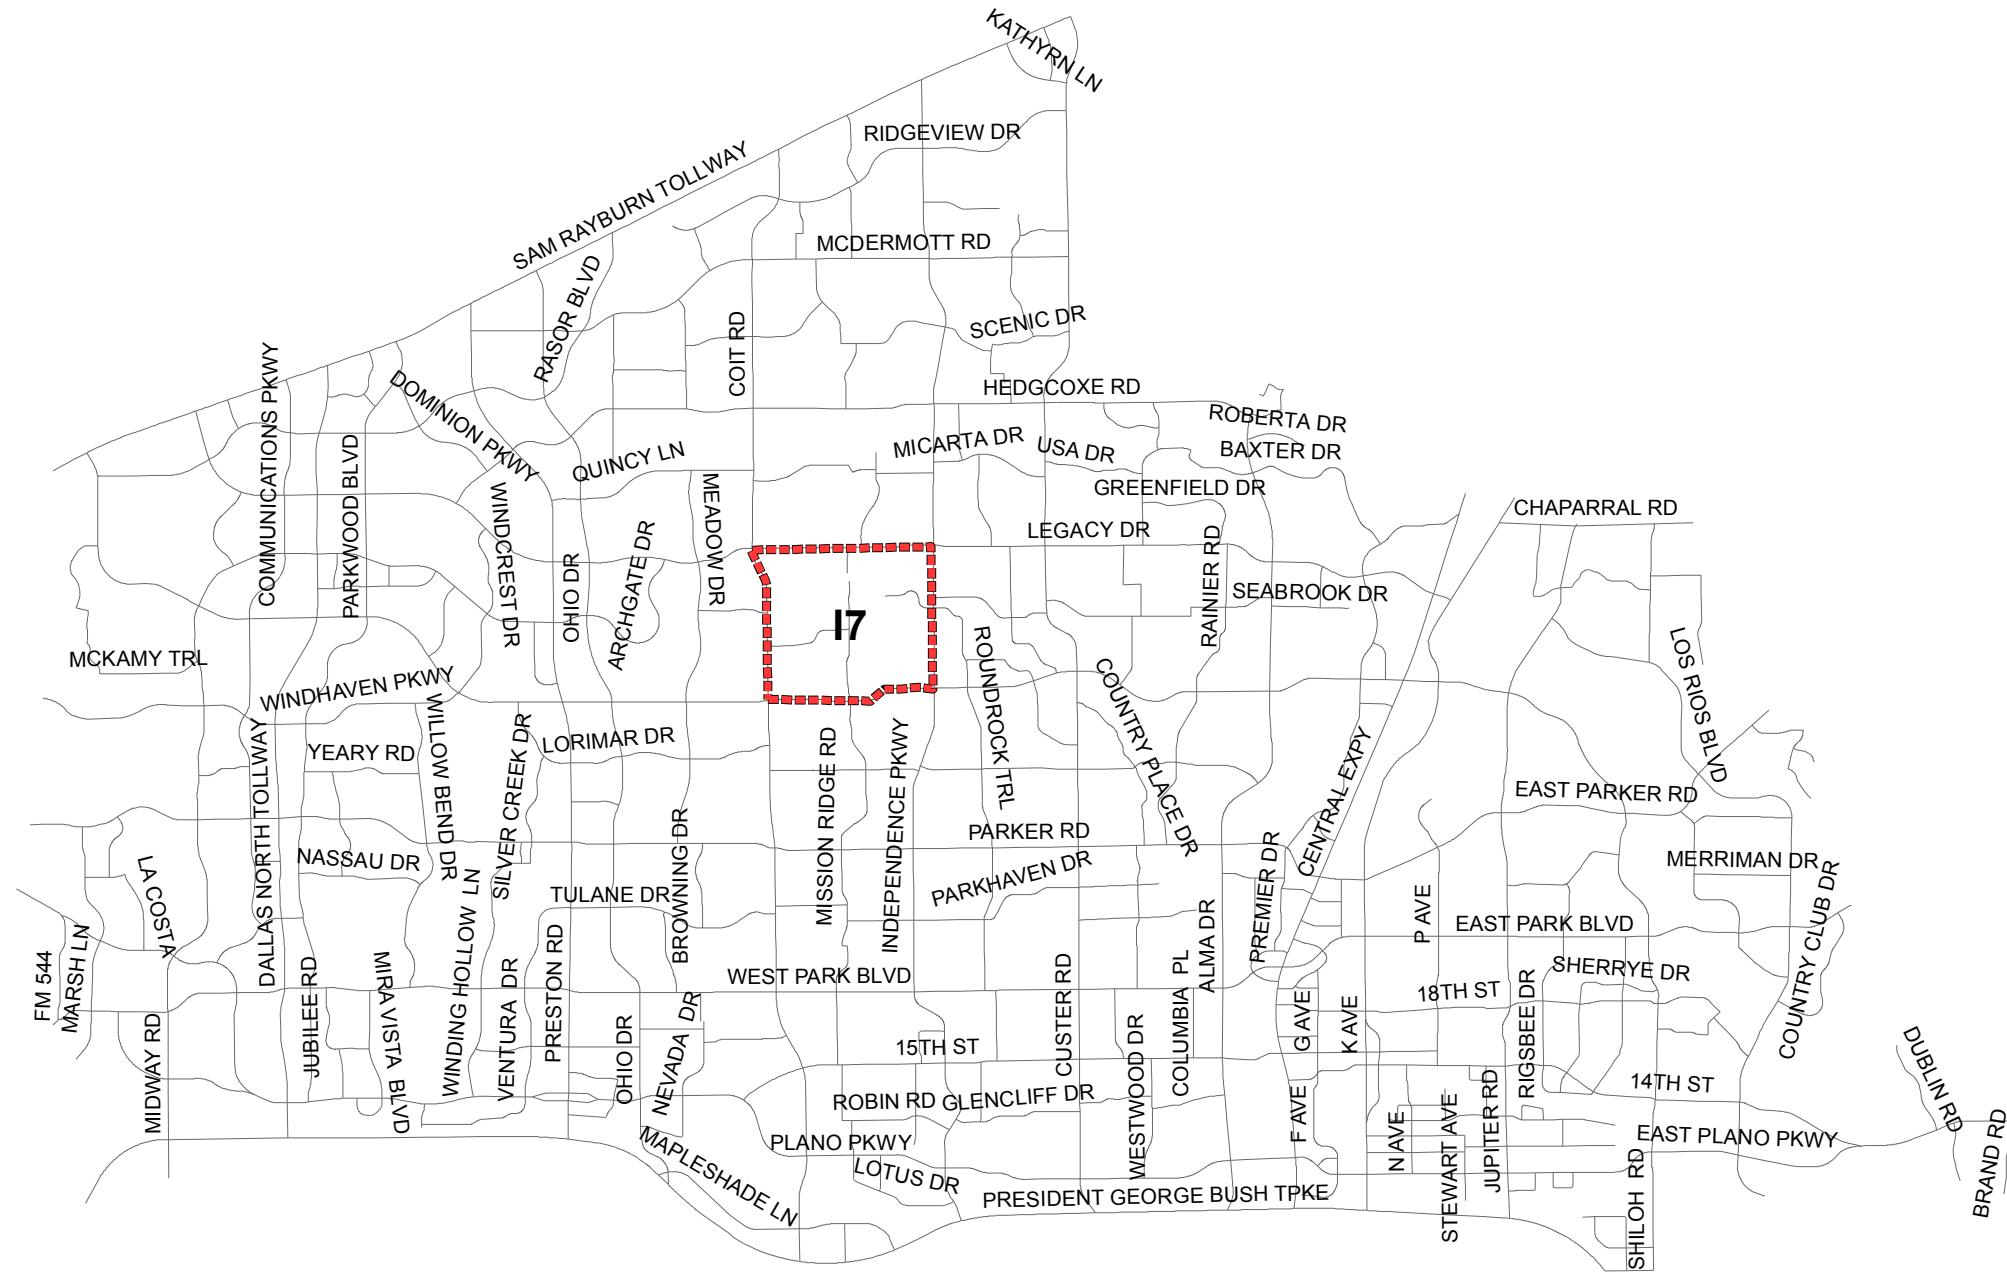 KATHYRN LN
RIDGEVIEW DR
SAM RAYBURN TOLLWAY
MCDERMOTT RD
RASOR BLVD
SCENIC DR
COIT RD
COMMUNICATIONS PKWY
DOMINION PKWY
HEDGCOXE RD
ROBERTA DR
PARKWOOD BLVD
MICARTA DR
USA DR
BAXTER DR
QUINCY LN
GREENFIELD DR
WINDCREST DR
MEADOW DR
CHAPARRAL RD
LEGACY DR
ARCHGATE DR
OHIO DR
RAINIER RD
SEABROOK DR
I7
MCKAMY TRL
ROUNDROCK TRL
LOS RIOS BLVD
WINDHAVEN PKWY
COUNTRY PLACE DR
WILLOW BEND DR
YEARY RD
SILVER CREEK DR
LORIMAR DR
MISSION RIDGE RD
INDEPENDENCE PKWY
CENTRAL EXPY
DALLAS NORTH TOLLWAY
EAST PARKER RD
PARKER RD
NASSAU DR
BROWNING DR
PREMIER DR
MERRIMAN DR
LA COSTA
WINDING HOLLOW LN
TULANE DR
PARKHAVEN DR
COUNTRY CLUB DR
P AVE
EAST PARK BLVD
ALMA DR
FM 544
MARSH LN
JUBILEE RD
MIRA VISTA BLVD
VENTURA DR
PRESTON RD
WEST PARK BLVD
CUSTER RD
COLUMBIA PL
SHERRYE DR
18TH ST
RIGSBEE DR
G AVE
K AVE
MIDWAY RD
OHIO DR
NEVADA DR
15TH ST
WESTWOOD DR
DUBLIN RD
14TH ST
ROBIN RD
GLENCLIFF DR
F AVE
N AVE
STEWART AVE
JUPITER RD
MAPLESHADE LN
PLANO PKWY
EAST PLANO PKWY
BRAND RD
LOTUS DR
PRESIDENT GEORGE BUSH TPKE
SHILOH RD